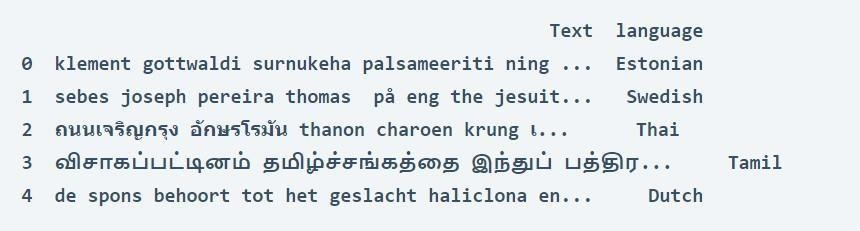 Text language
0 klement gottwaldi surnukeha palsameeriti ning ... Estonian
1 sebes joseph pereira thomas på eng the jesuit... Swedish
2 ถนนเจริญกรุง อักษรโรมัน thanon charoen krung เ... Thai
3 விசாகப்பட்டினம் தமிழ்ச்சங்கத்தை இந்துப் பத்திர... Tamil
4 de spons behoort tot het geslacht haliclona en... Dutch